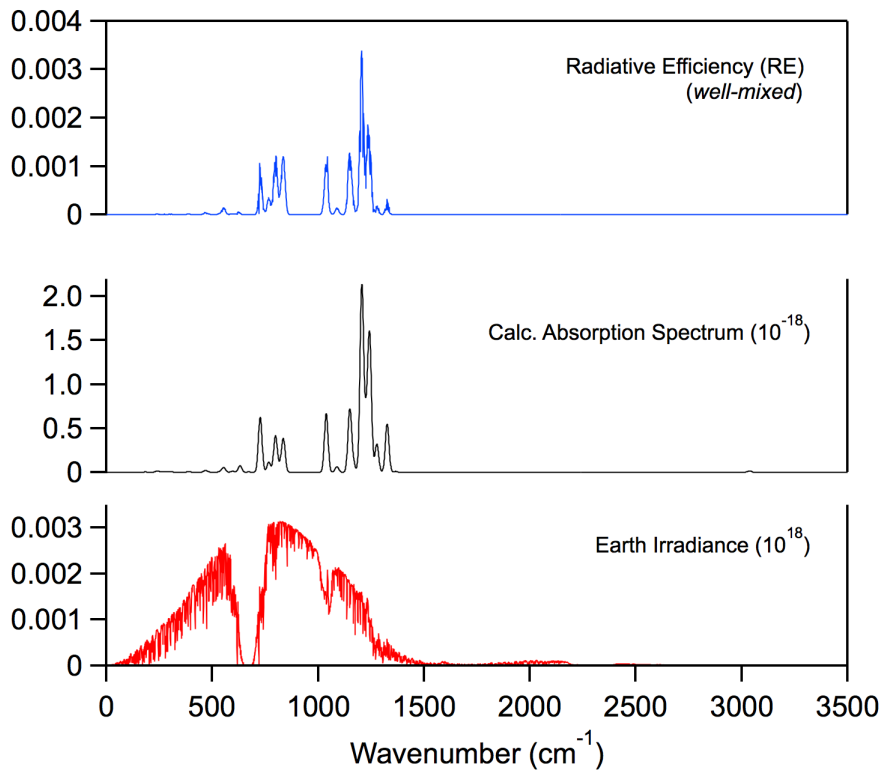 0.004
0.003
0.002
0.001
0
Radiative Efficiency (RE)
(well-mixed)
2.0
1.5
1.0
0.5
0
Calc. Absorption Spectrum (10⁻¹⁸)
0.003
0.002
0.001
0
Earth Irradiance (10¹⁸)
0 500 1000 1500 2000 2500 3000 3500
Wavenumber (cm⁻¹)